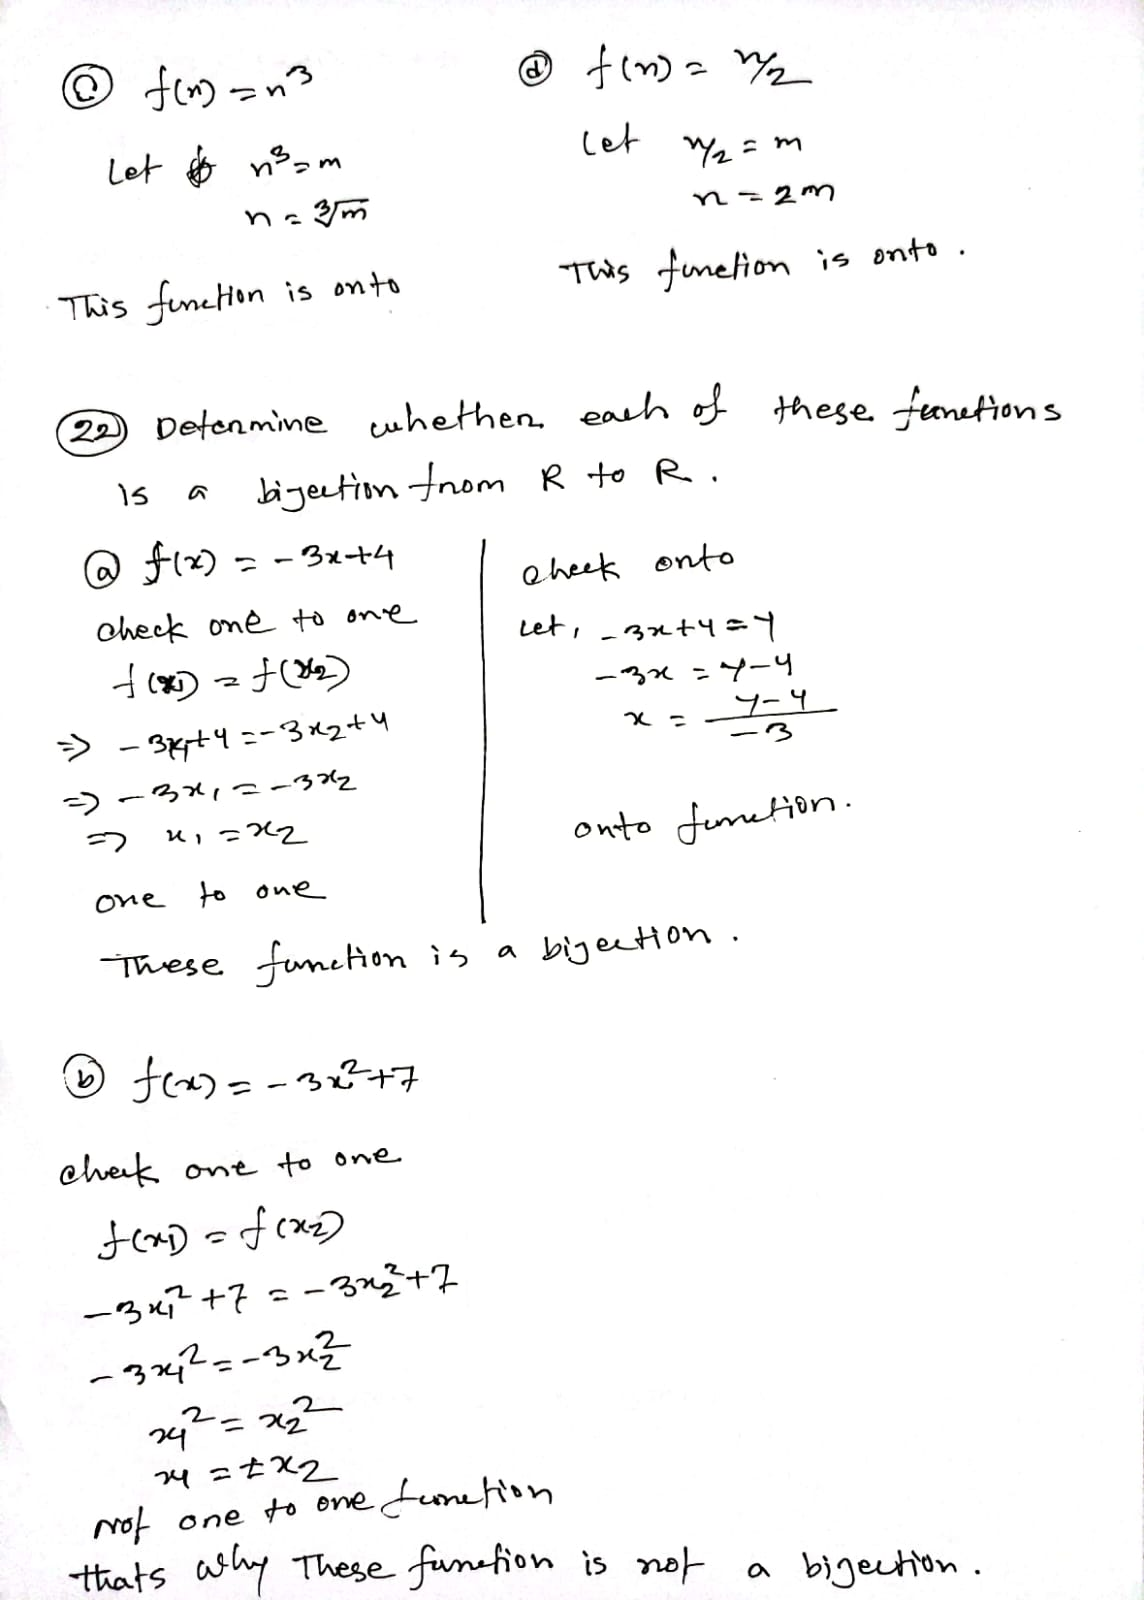 ⓒ f(n) = n³
Let n³ = m
n = ∛m
This function is onto
ⓓ f(n) = n/2
Let n/2 = m
n = 2m
This function is onto.
㉒ Determine whether each of these functions
is a bijection from R to R.
ⓐ f(x) = -3x+4
check one to one
f(x₁) = f(x₂)
⇒ -3x₁+4 = -3x₂+4
⇒ -3x₁ = -3x₂
⇒ x₁ = x₂
one to one
check onto
Let, -3x+4 = y
-3x = y-4
x = (y-4)/-3
onto function.
These function is a bijection.
ⓑ f(x) = -3x²+7
check one to one
f(x₁) = f(x₂)
-3x₁²+7 = -3x₂²+7
-3x₁² = -3x₂²
x₁² = x₂²
x₁ = ±x₂
Not one to one function
thats why These function is not a bijection.